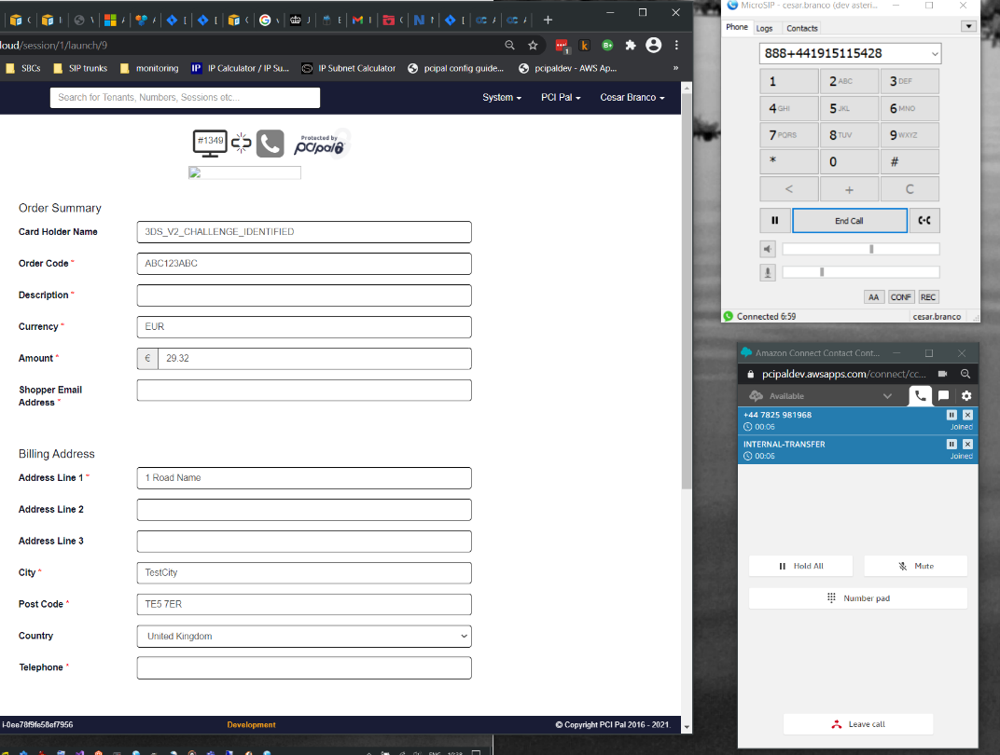 loud/session/1/launch/9
SBCs
SIP trunks
monitoring
IP
IP Calculator / IP Su...
IP Subnet Calculator
pcipal config guide...
pcipaldev - AWS Ap...
»
Search for Tenants, Numbers, Sessions etc...
System
PCI Pal
Cesar Branco
#1349
Protected by
pcipal
Order Summary
Card Holder Name
3DS_V2_CHALLENGE_IDENTIFIED
Order Code *
ABC123ABC
Description *
Currency *
EUR
Amount *
€
29.32
Shopper Email
Address *
Billing Address
Address Line 1 *
1 Road Name
Address Line 2
Address Line 3
City *
TestCity
Post Code *
TE5 7ER
Country
United Kingdom
Telephone *
i-0ee78f9fe58ef7956
Development
© Copyright PCI Pal 2016 - 2021.
MicroSIP - cesar.branco (dev asteri...
Phone
Logs
Contacts
888+441915115428
1
2 ABC
3 DEF
4 GHI
5 JKL
6 MNO
7 PQRS
8 TUV
9 WXYZ
*
0
#
<
+
C
End Call
AA
CONF
REC
Connected 6:59
cesar.branco
Amazon Connect Contact Cont...
pcipaldev.awsapps.com/connect/cc...
Available
+44 7825 981968
00:06
Joined
INTERNAL-TRANSFER
00:06
Joined
Hold All
Mute
Number pad
Leave call